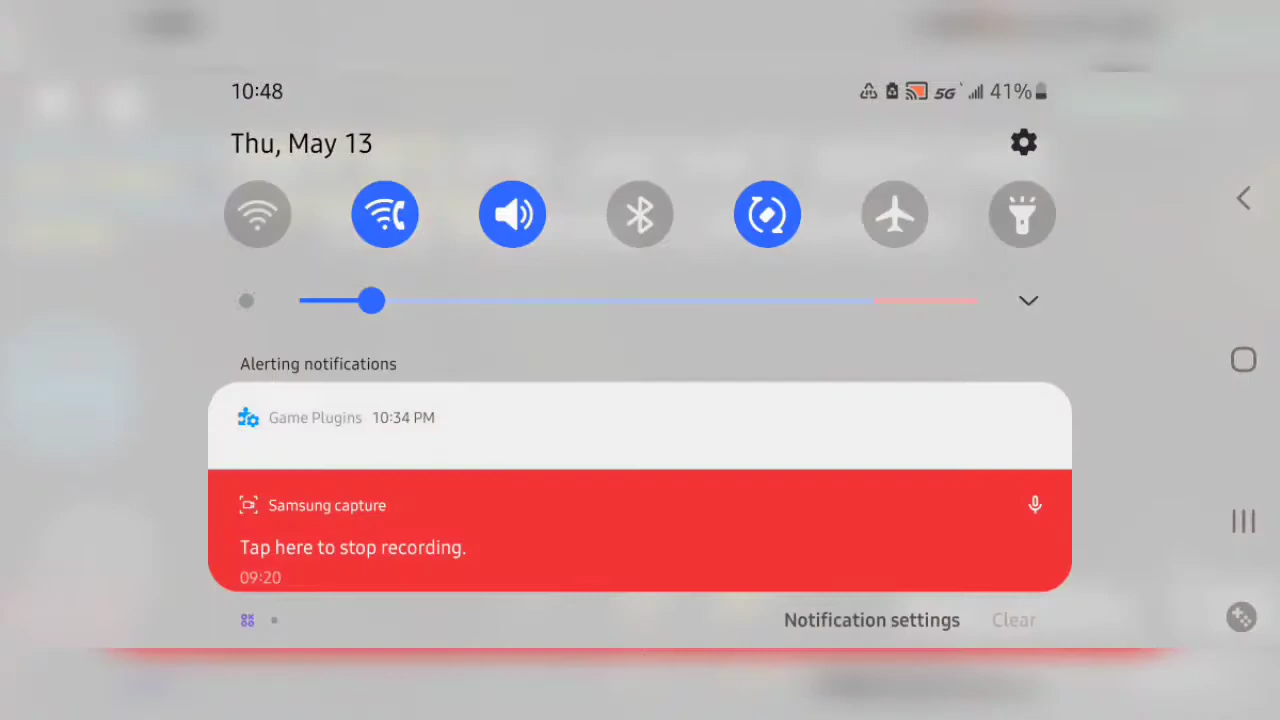 10:48
5G 41%
Thu, May 13
Alerting notifications
Game Plugins 10:34 PM
Samsung capture
Tap here to stop recording.
09:20
Notification settings Clear